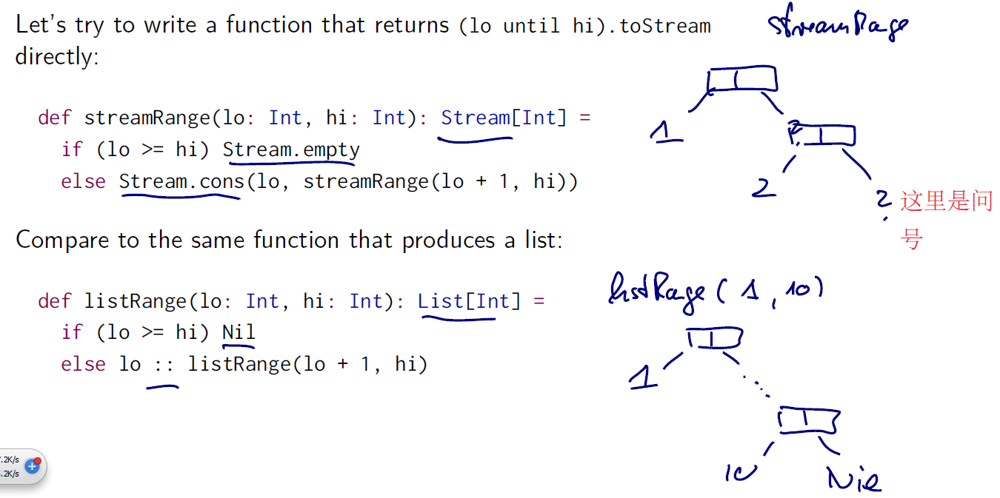 Let's try to write a function that returns (lo until hi).toStream
directly:
streamRage
def streamRange(lo: Int, hi: Int): Stream[Int] =
if (lo >= hi) Stream.empty
else Stream.cons(lo, streamRange(lo + 1, hi))
1
?
2
? 这里是问
号
Compare to the same function that produces a list:
listRage(1,10)
def listRange(lo: Int, hi: Int): List[Int] =
if (lo >= hi) Nil
else lo :: listRange(lo + 1, hi)
1
10
Nil
.2K/s
.2K/s